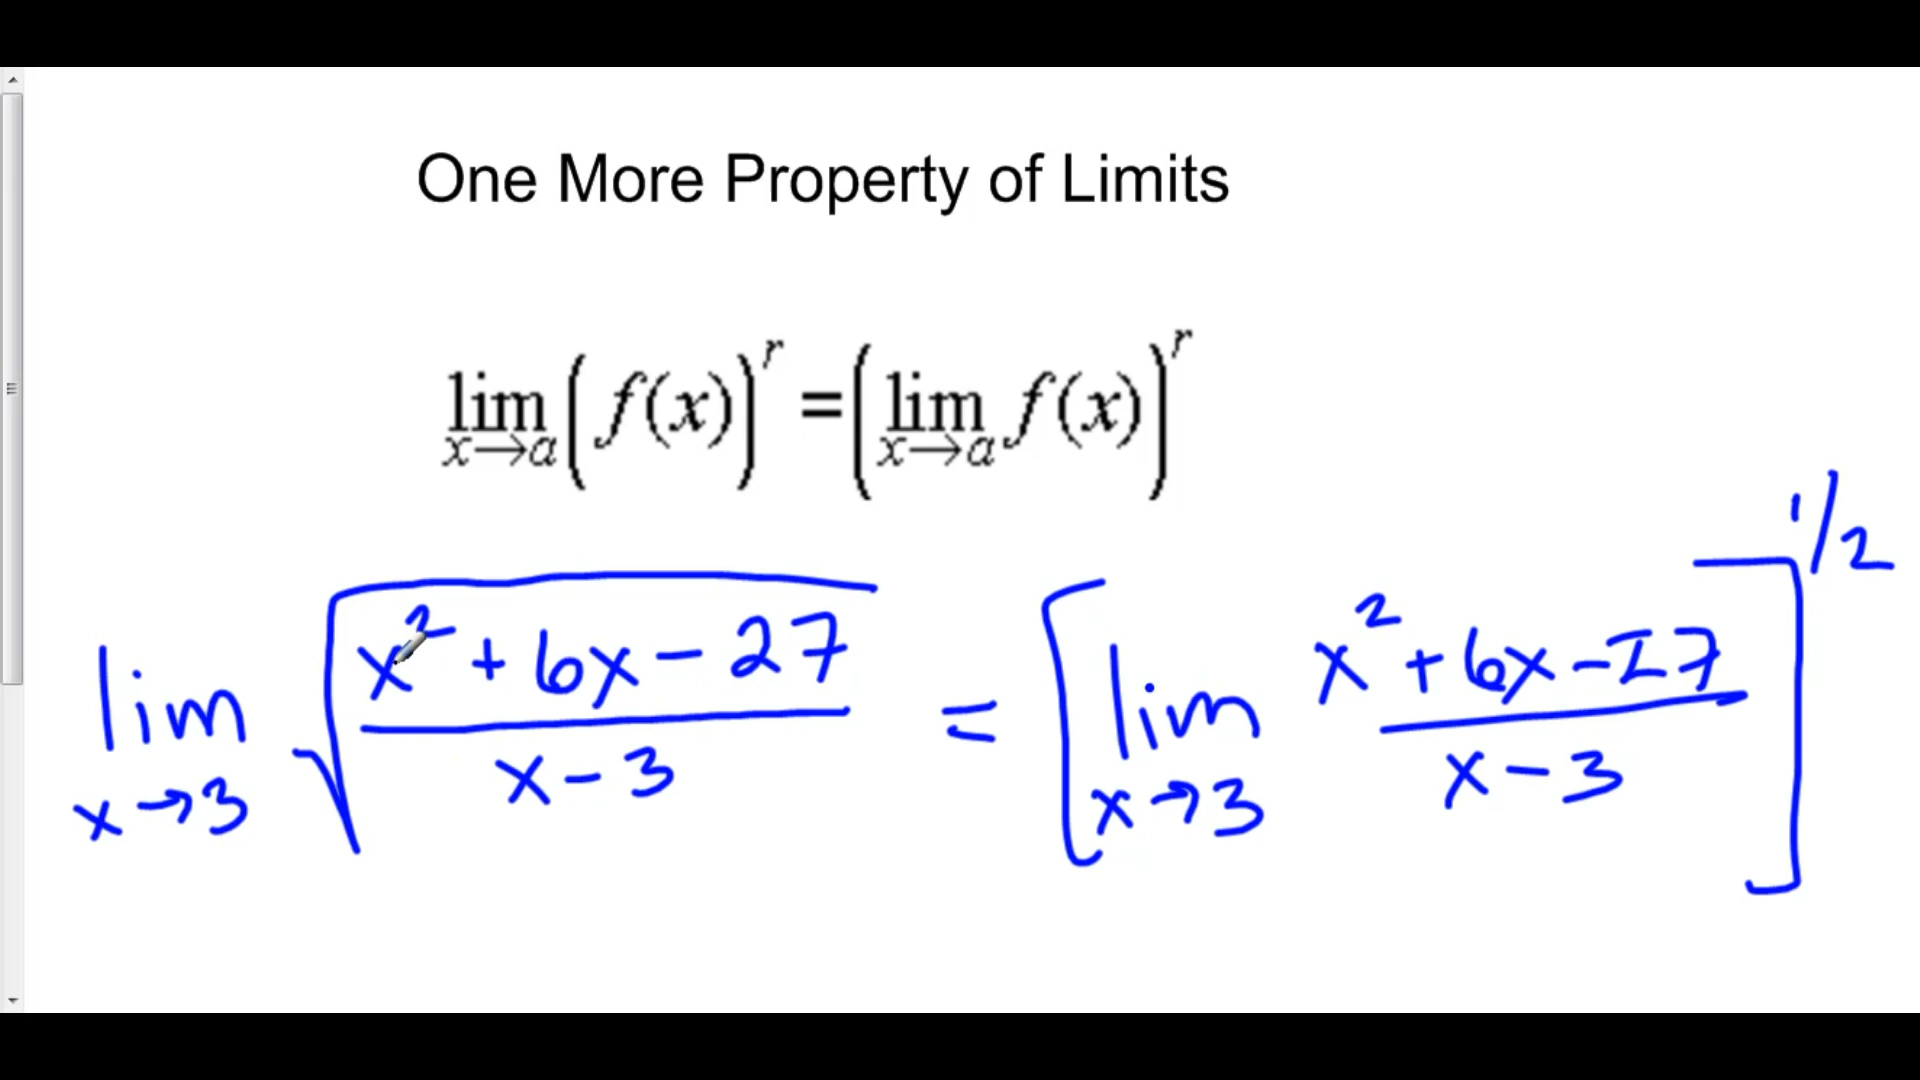 One More Property of Limits
lim x→a (f(x))^r = (lim x→a f(x))^r
lim x→3 √((x² + 6x − 27)/(x − 3)) = [lim x→3 (x² + 6x − 27)/(x − 3)]^1/2